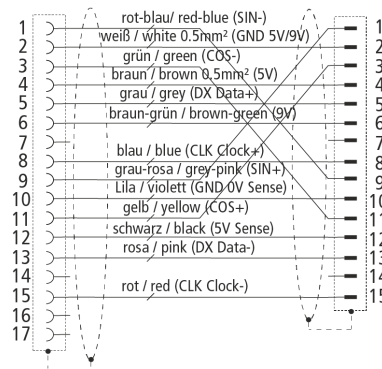 rot-blau/ red-blue (SIN-)
1 1
weiß / white 0.5mm² (GND 5V/9V)
2 2
grün / green (COS-)
3 3
braun / brown 0.5mm² (5V)
4 4
grau / grey (DX Data+)
5 5
braun-grün / brown-green (9V)
6 6
7 7
blau / blue (CLK Clock+)
8 8
grau-rosa / grey-pink (SIN+)
9 9
Lila / violett (GND 0V Sense)
10 10
gelb / yellow (COS+)
11 11
schwarz / black (5V Sense)
12 12
rosa / pink (DX Data-)
13 13
14 14
rot / red (CLK Clock-)
15 15
16
17